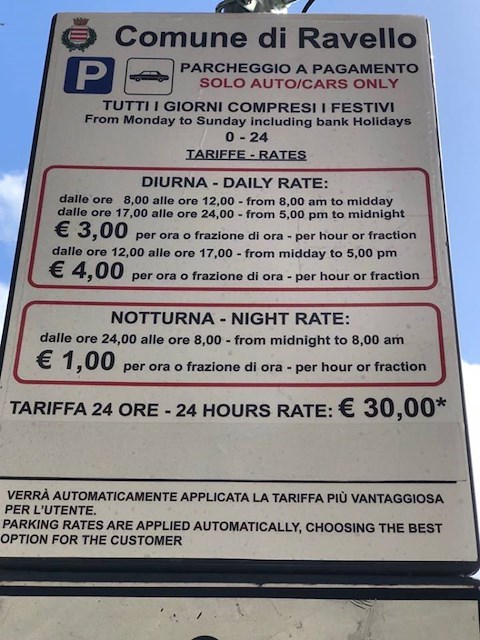 Comune di Ravello
P PARCHEGGIO A PAGAMENTO
SOLO AUTO/CARS ONLY
TUTTI I GIORNI COMPRESI I FESTIVI
From Monday to Sunday including bank Holidays
0 - 24
TARIFFE - RATES
DIURNA - DAILY RATE:
dalle ore 8,00 alle ore 12,00 - from 8,00 am to midday
dalle ore 17,00 alle ore 24,00 - from 5,00 pm to midnight
€ 3,00 per ora o frazione di ora - per hour or fraction
dalle ore 12,00 alle ore 17,00 - from midday to 5,00 pm
€ 4,00 per ora o frazione di ora - per hour or fraction
NOTTURNA - NIGHT RATE:
dalle ore 24,00 alle ore 8,00 - from midnight to 8,00 am
€ 1,00 per ora o frazione di ora - per hour or fraction
TARIFFA 24 ORE - 24 HOURS RATE: € 30,00*
VERRÀ AUTOMATICAMENTE APPLICATA LA TARIFFA PIÙ VANTAGGIOSA
PER L'UTENTE.
PARKING RATES ARE APPLIED AUTOMATICALLY, CHOOSING THE BEST
OPTION FOR THE CUSTOMER